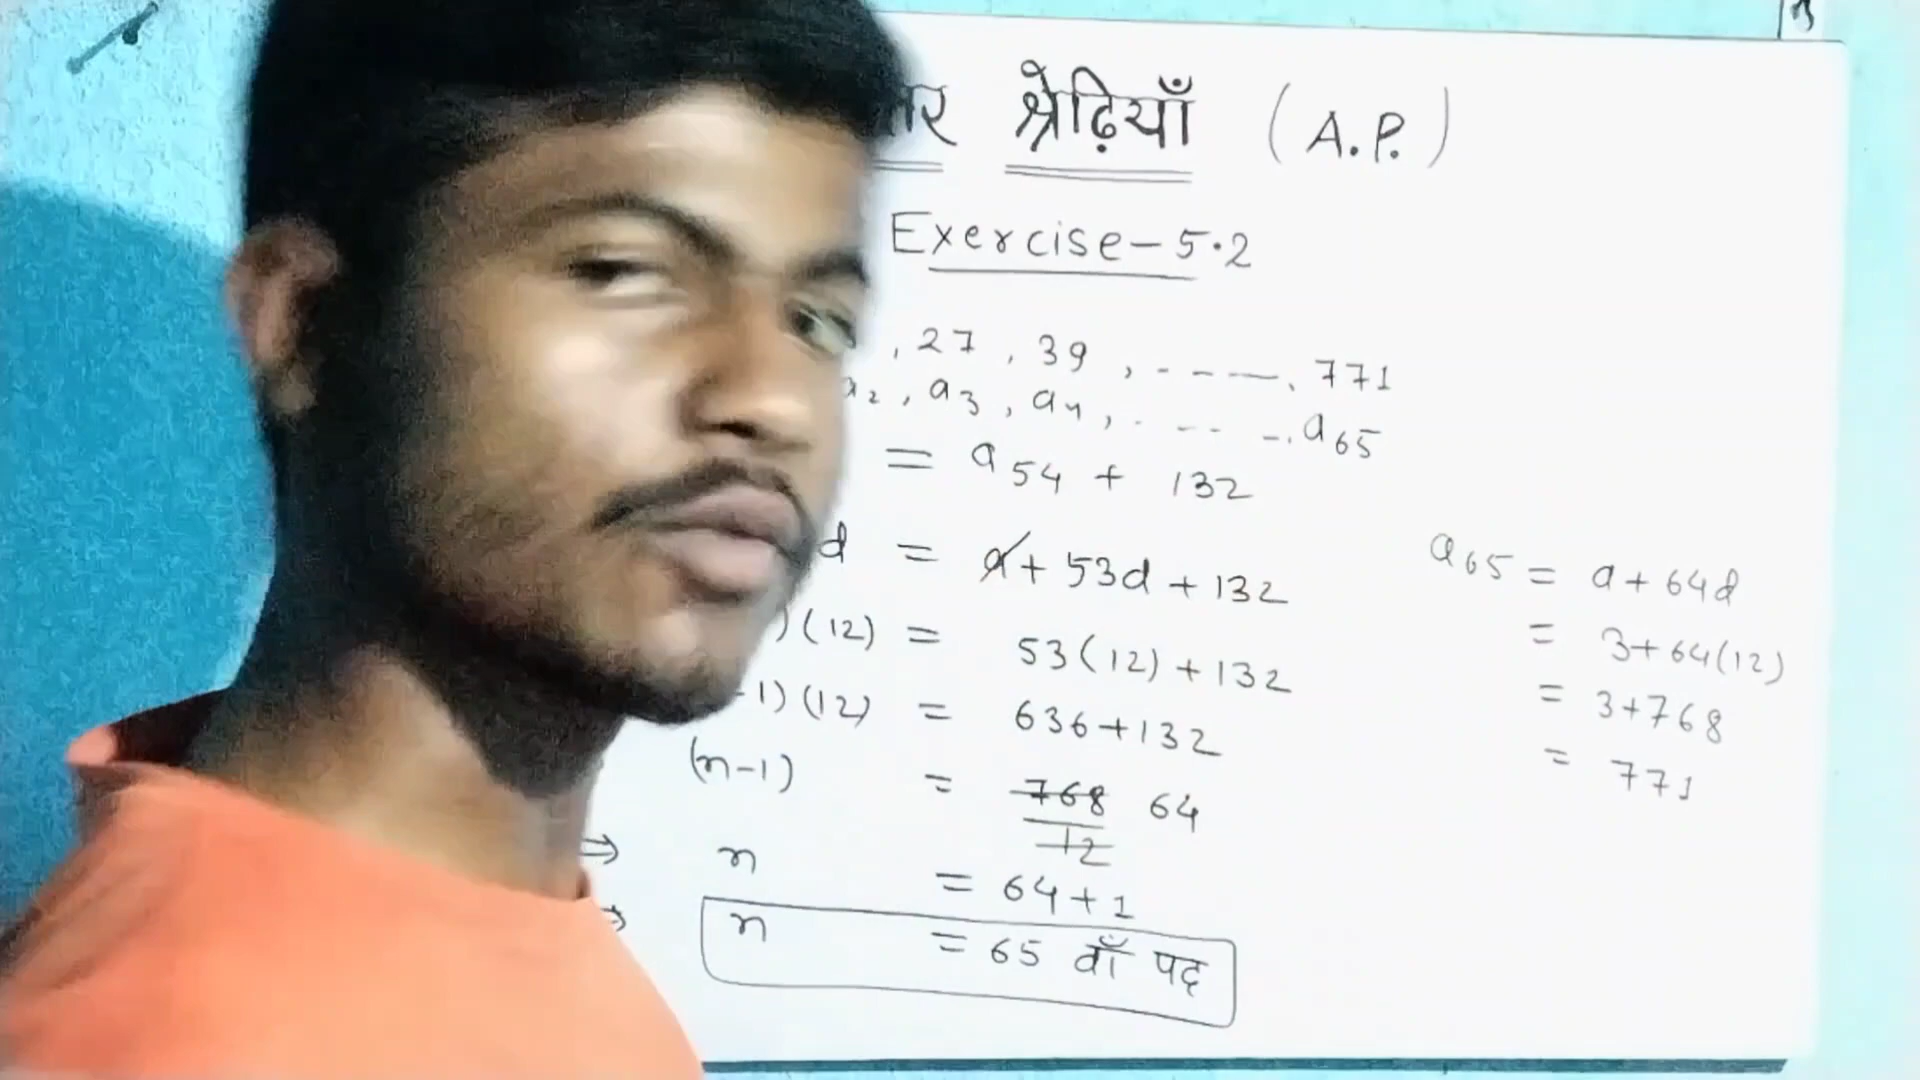 श्रेढ़ियाँ (A.P.)
Exercise-5.2
, 27 , 39 , - - - . 771
a2 , a3 , a4 , . - - - . a65
= a54 + 132
d = a + 53d + 132
)(12) = 53(12) + 132
-1)(12) = 636+132
(n-1) = 768/12 64
⇒ n = 64+1
n = 65 वाँ पद
a65 = a + 64d
= 3+64(12)
= 3+768
= 771